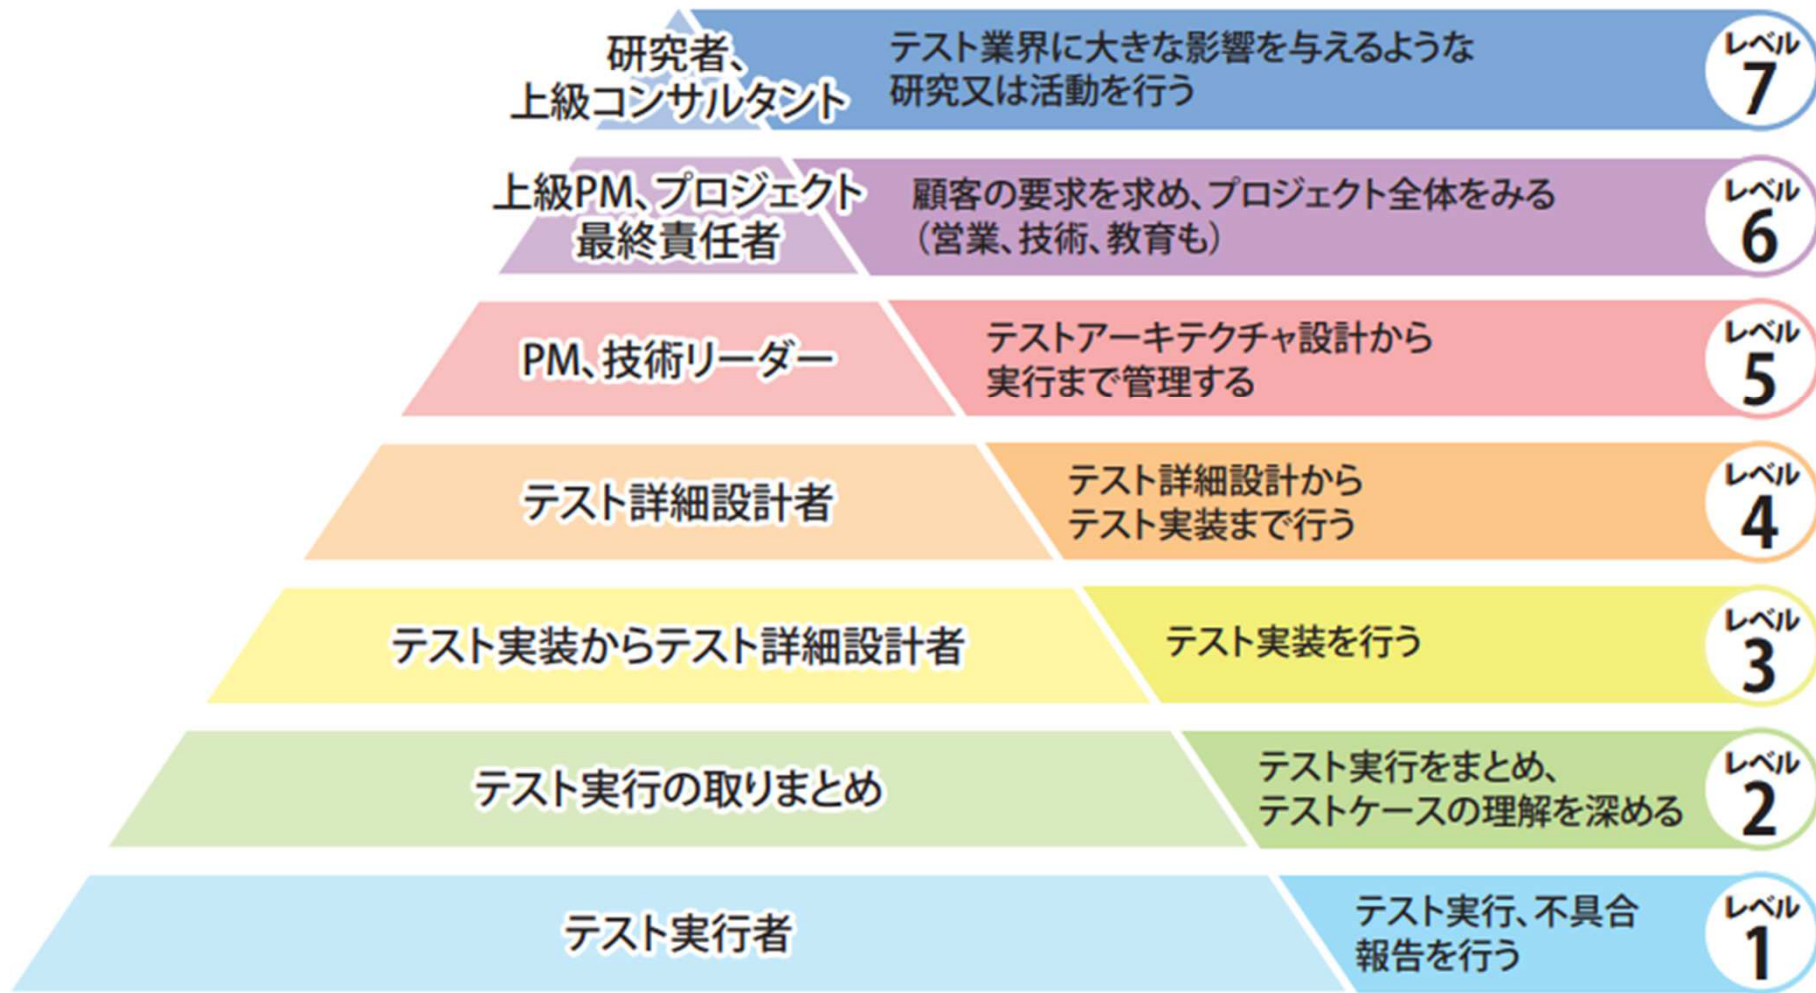 研究者、
上級コンサルタント
テスト業界に大きな影響を与えるような
研究又は活動を行う
レベル
7
上級PM、プロジェクト
最終責任者
顧客の要求を求め、プロジェクト全体をみる
（営業、技術、教育も）
レベル
6
PM、技術リーダー
テストアーキテクチャ設計から
実行まで管理する
レベル
5
テスト詳細設計者
テスト詳細設計から
テスト実装まで行う
レベル
4
テスト実装からテスト詳細設計者
テスト実装を行う
レベル
3
テスト実行の取りまとめ
テスト実行をまとめ、
テストケースの理解を深める
レベル
2
テスト実行者
テスト実行、不具合
報告を行う
レベル
1